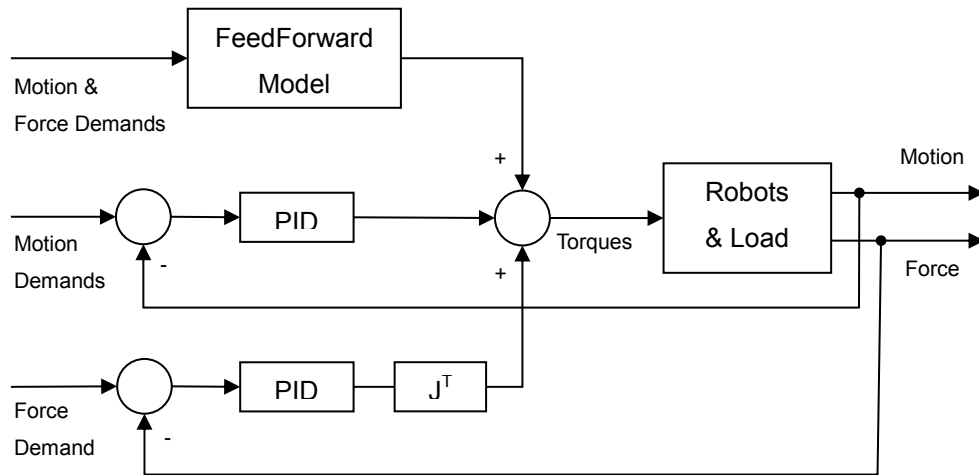 FeedForward
Model
Motion &
Force Demands
+
PID
Motion
Demands
-
Torques
+
Robots
& Load
Motion
Force
PID
J^T
Force
Demand
-